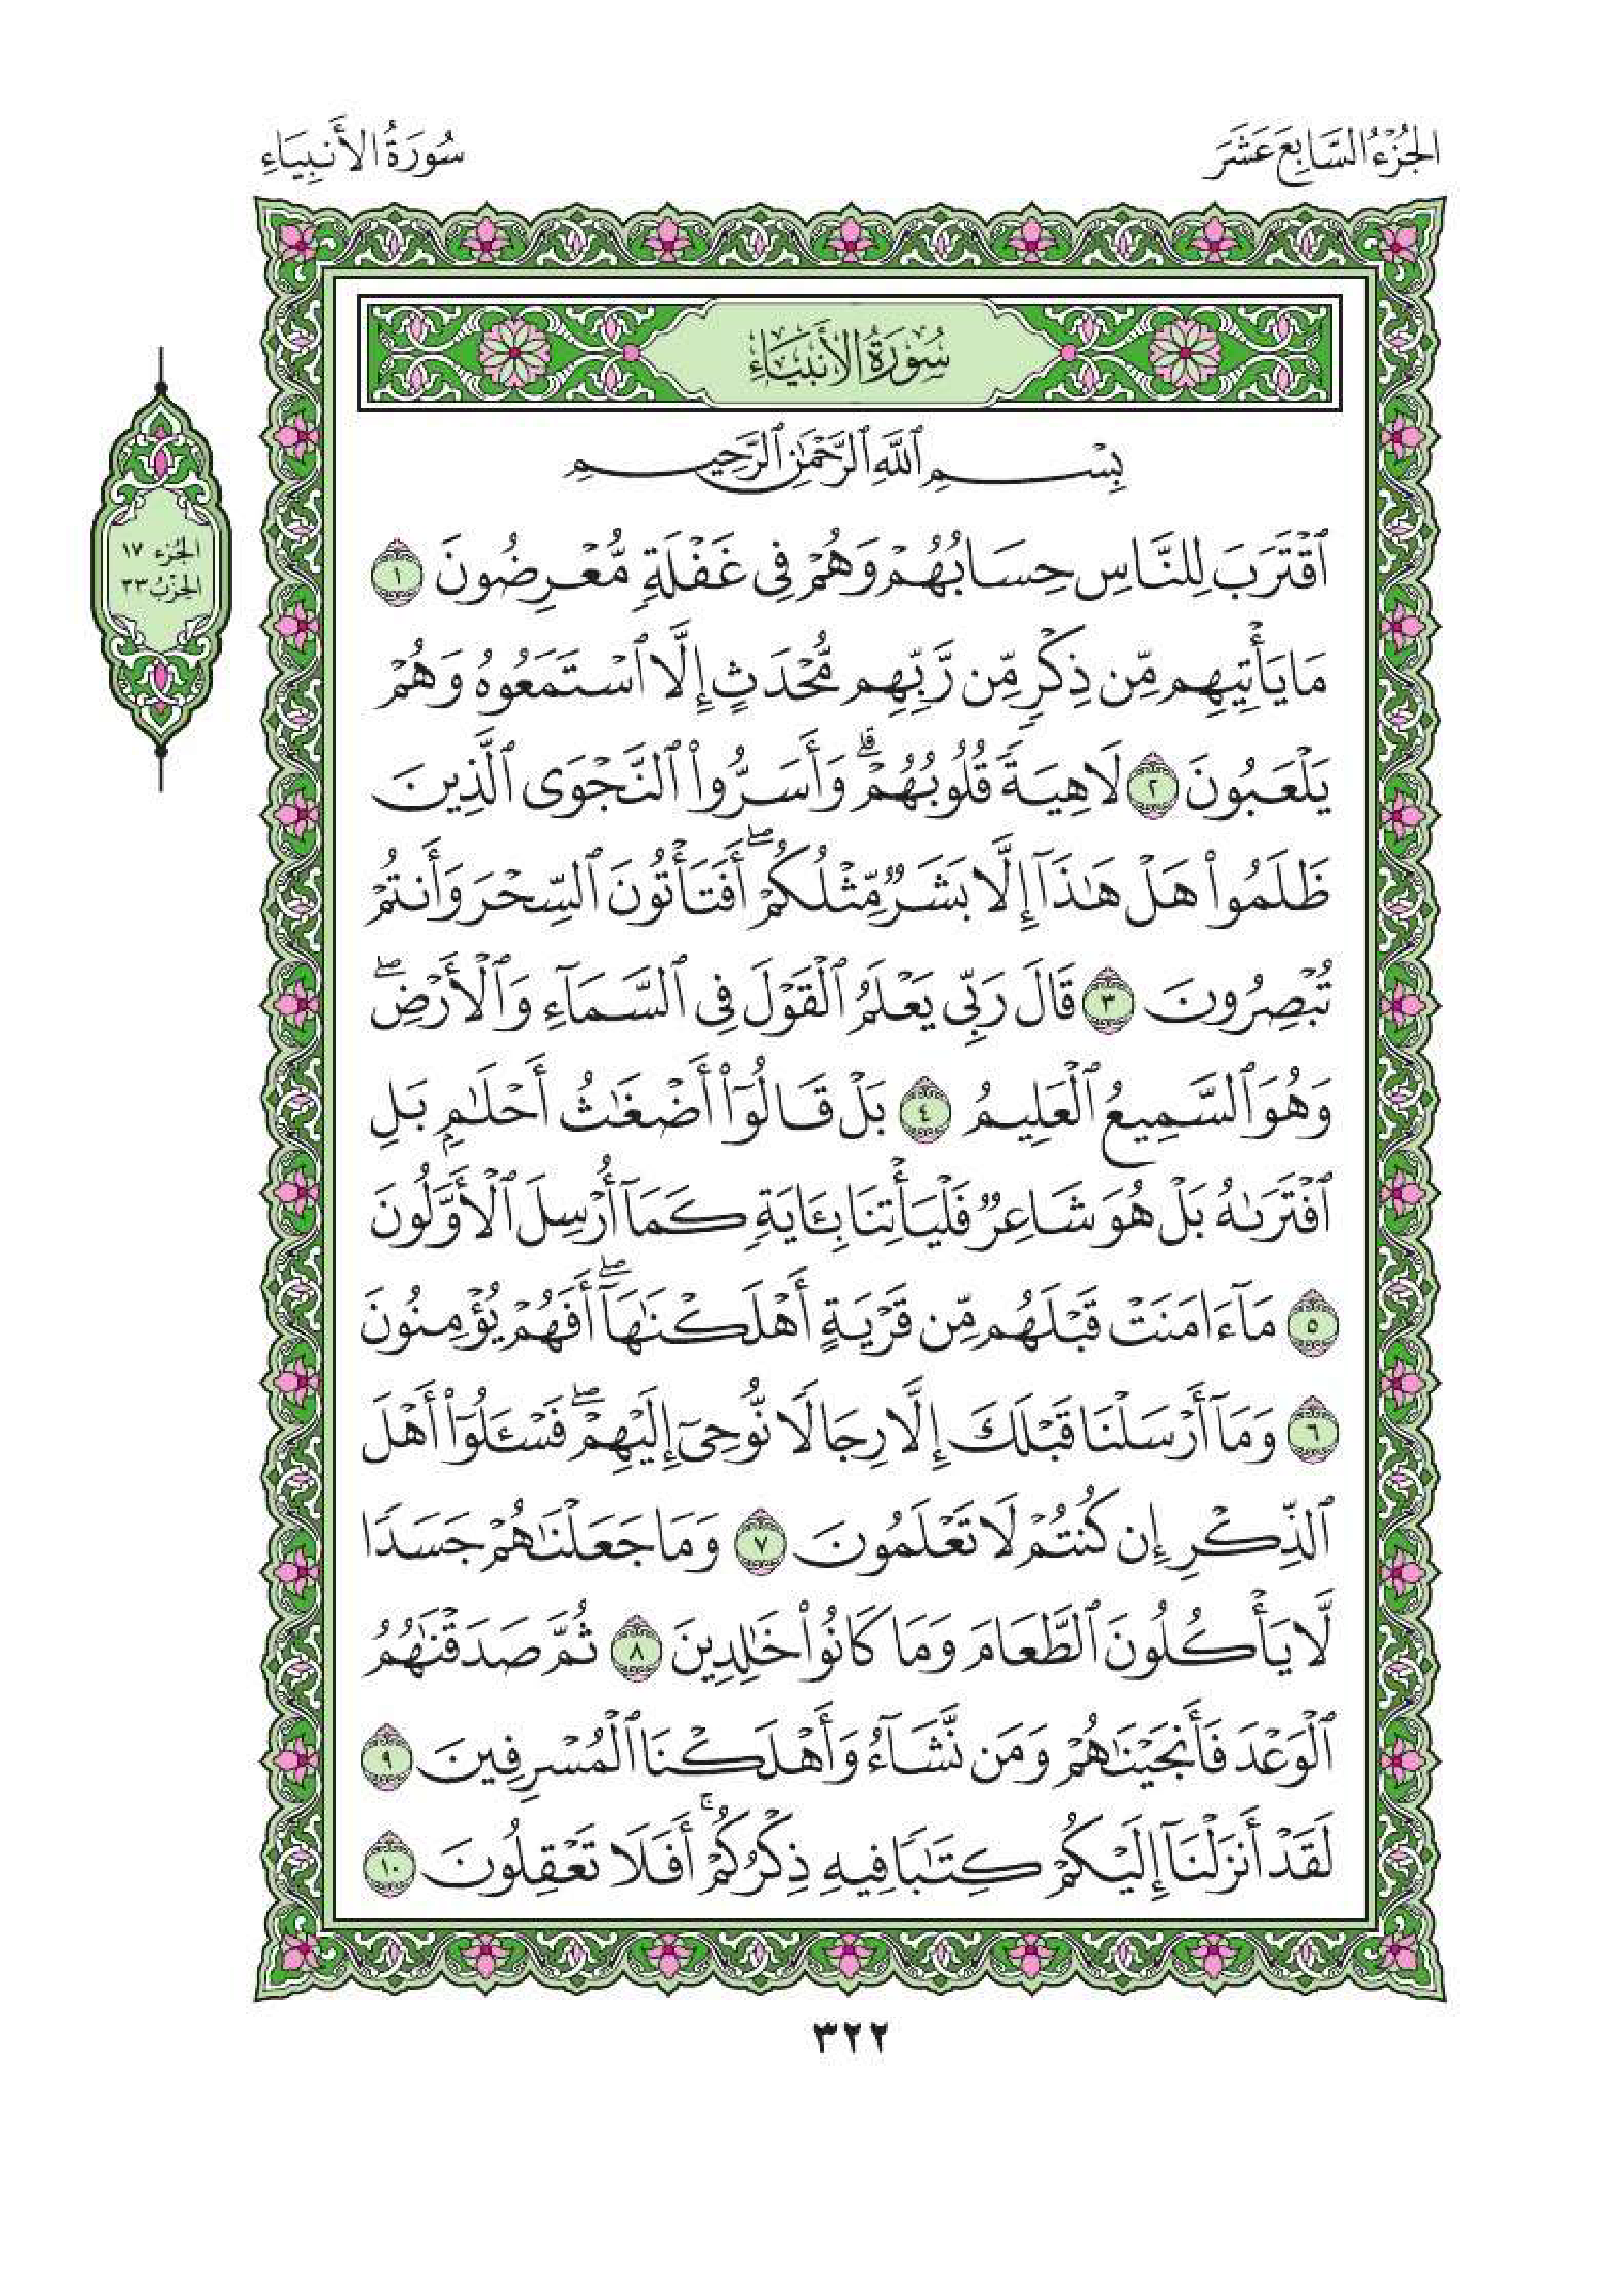 الجُزْءُ السَّابِعَ عَشَرَ
سُورَةُ الأَنبِيَاءِ
سُورَةُ الأَنبِيَاءِ
بِسْمِ ٱللَّهِ ٱلرَّحْمَٰنِ ٱلرَّحِيمِ
ٱقْتَرَبَ لِلنَّاسِ حِسَابُهُمْ وَهُمْ فِى غَفْلَةٍ مُّعْرِضُونَ ١
مَا يَأْتِيهِم مِّن ذِكْرٍ مِّن رَّبِّهِم مُّحْدَثٍ إِلَّا ٱسْتَمَعُوهُ وَهُمْ
يَلْعَبُونَ ٢ لَاهِيَةً قُلُوبُهُمْۗ وَأَسَرُّوا۟ ٱلنَّجْوَى ٱلَّذِينَ
ظَلَمُوا۟ هَلْ هَٰذَآ إِلَّا بَشَرٌ مِّثْلُكُمْۖ أَفَتَأْتُونَ ٱلسِّحْرَ وَأَنتُمْ
تُبْصِرُونَ ٣ قَالَ رَبِّى يَعْلَمُ ٱلْقَوْلَ فِى ٱلسَّمَآءِ وَٱلْأَرْضِۖ
وَهُوَ ٱلسَّمِيعُ ٱلْعَلِيمُ ٤ بَلْ قَالُوٓا۟ أَضْغَٰثُ أَحْلَٰمٍ بَلِ
ٱفْتَرَىٰهُ بَلْ هُوَ شَاعِرٌ فَلْيَأْتِنَا بِـَٔايَةٍ كَمَآ أُرْسِلَ ٱلْأَوَّلُونَ
٥ مَآ ءَامَنَتْ قَبْلَهُم مِّن قَرْيَةٍ أَهْلَكْنَٰهَآۖ أَفَهُمْ يُؤْمِنُونَ
٦ وَمَآ أَرْسَلْنَا قَبْلَكَ إِلَّا رِجَالًا نُّوحِىٓ إِلَيْهِمْۖ فَسْـَٔلُوٓا۟ أَهْلَ
ٱلذِّكْرِ إِن كُنتُمْ لَا تَعْلَمُونَ ٧ وَمَا جَعَلْنَٰهُمْ جَسَدًا
لَّا يَأْكُلُونَ ٱلطَّعَامَ وَمَا كَانُوا۟ خَٰلِدِينَ ٨ ثُمَّ صَدَقْنَٰهُمُ
ٱلْوَعْدَ فَأَنجَيْنَٰهُمْ وَمَن نَّشَآءُ وَأَهْلَكْنَا ٱلْمُسْرِفِينَ ٩
لَقَدْ أَنزَلْنَآ إِلَيْكُمْ كِتَٰبًا فِيهِ ذِكْرُكُمْۚ أَفَلَا تَعْقِلُونَ ١٠
الجُزء ١٧
الحِزْبُ ٣٣
٣٢٢